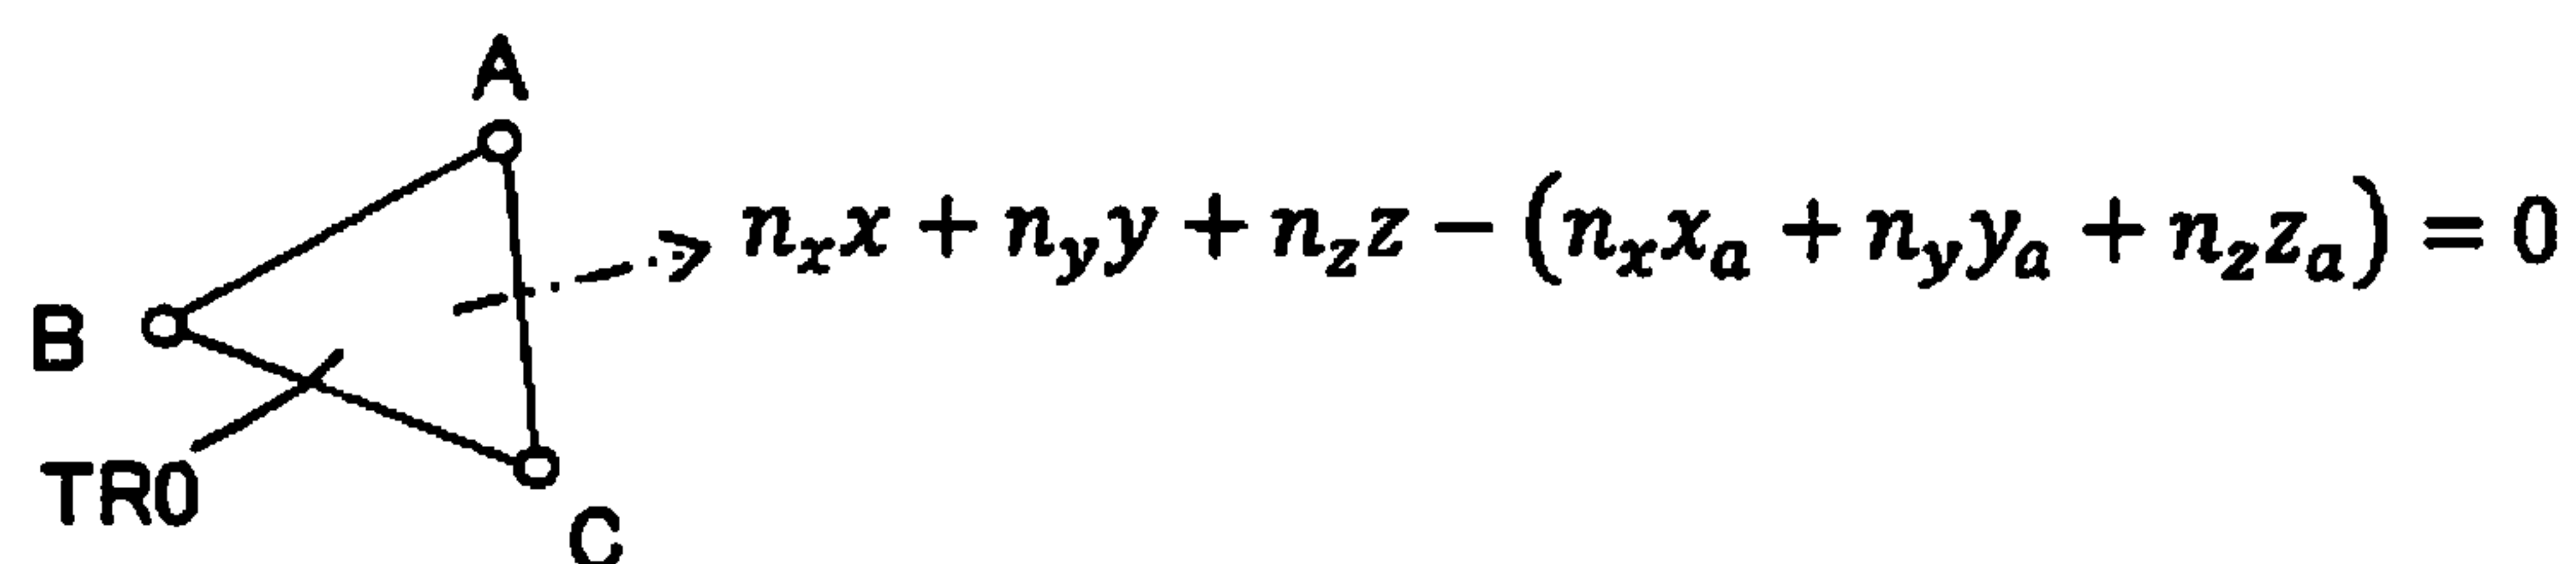 A
n_x x + n_y y + n_z z − (n_x x_a + n_y y_a + n_z z_a) = 0
B
TR0
C